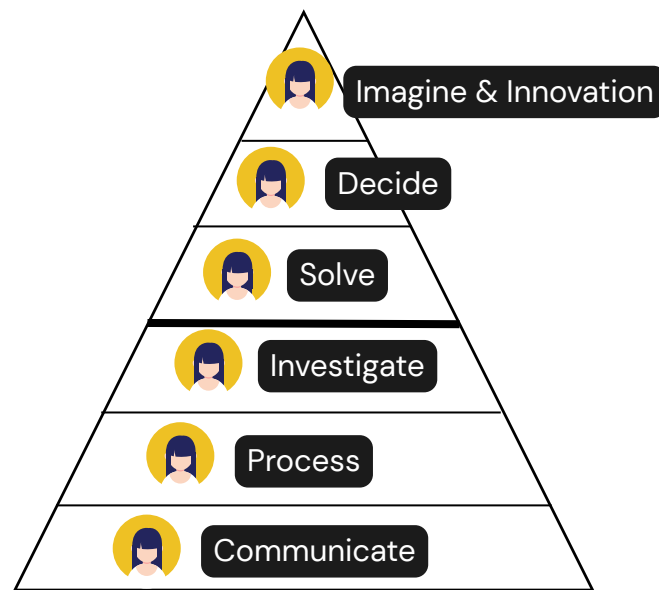 Imagine & Innovation
Decide
Solve
Investigate
Process
Communicate